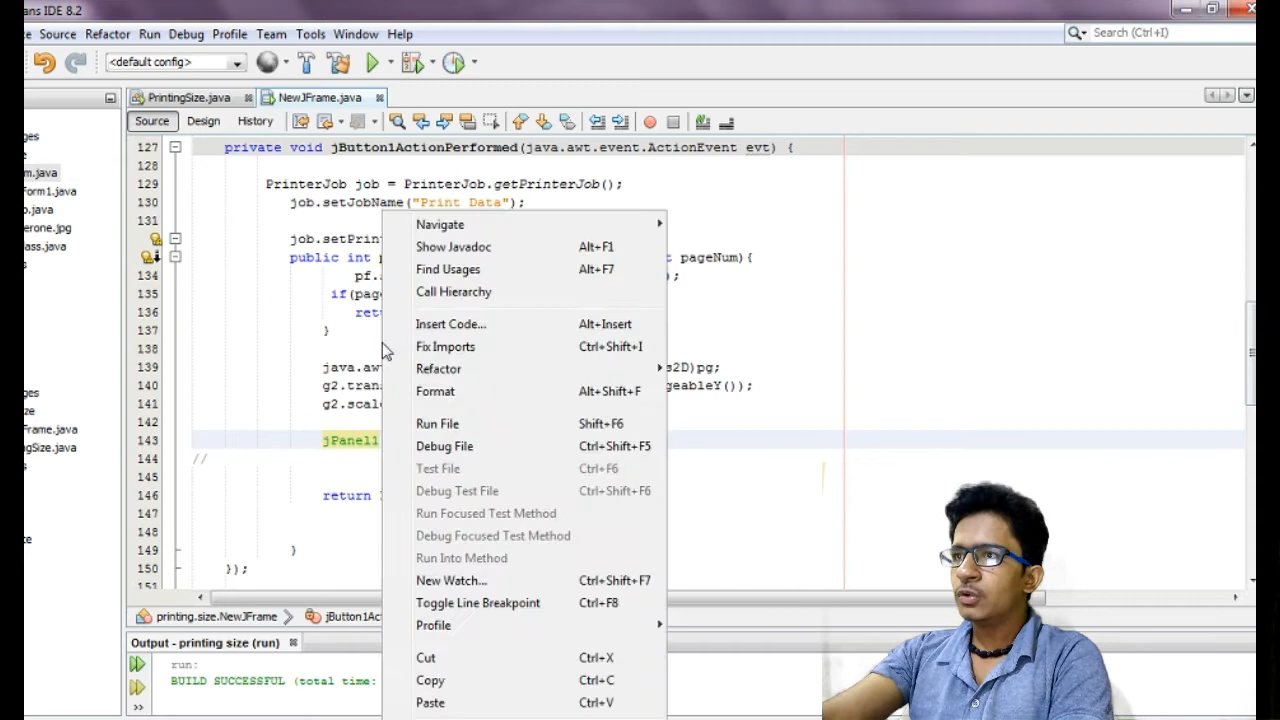 ans IDE 8.2
Source Refactor Run Debug Profile Team Tools Window Help
Search (Ctrl+I)
<default config>
PrintingSize.java NewJFrame.java
Source Design History
127 private void jButton1ActionPerformed(java.awt.event.ActionEvent evt) {
128
129 PrinterJob job = PrinterJob.getPrinterJob();
130 job.setJobName("Print Data");
131
job.setPrint
public int pageNum){
134 pf. );
135 if(page
136 ret
137 }
138
139 java.aw s2D)pg;
140 g2.tran geableY());
141 g2.scale
142
143 jPanel1
144 //
145
146 return
147
148
149 }
150 });
151
ges
m.java
orm1.java
o.java
erone.jpg
ass.java
ges
ze
Frame.java
ngSize.java
te
Navigate
Show Javadoc Alt+F1
Find Usages Alt+F7
Call Hierarchy
Insert Code... Alt+Insert
Fix Imports Ctrl+Shift+I
Refactor
Format Alt+Shift+F
Run File Shift+F6
Debug File Ctrl+Shift+F5
Test File Ctrl+F6
Debug Test File Ctrl+Shift+F6
Run Focused Test Method
Debug Focused Test Method
Run Into Method
New Watch... Ctrl+Shift+F7
Toggle Line Breakpoint Ctrl+F8
Profile
Cut Ctrl+X
Copy Ctrl+C
Paste Ctrl+V
printing.size.NewJFrame jButton1Ac
Output - printing size (run)
run:
BUILD SUCCESSFUL (total time: